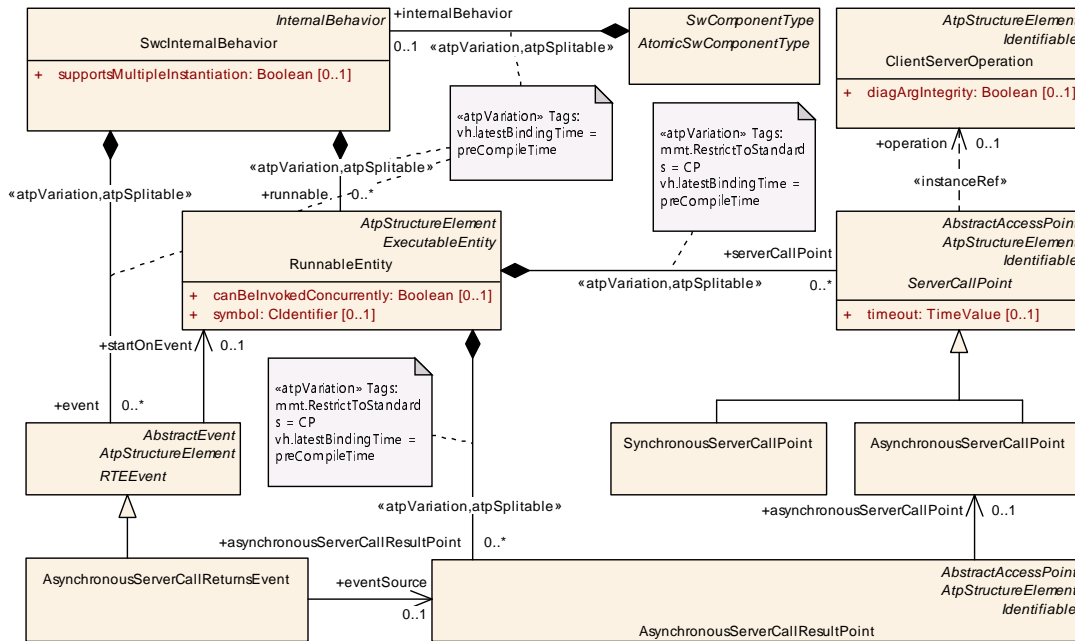 InternalBehavior
SwcInternalBehavior
+ supportsMultipleInstantiation: Boolean [0..1]
+internalBehavior
0..1
«atpVariation,atpSplitable»
SwComponentType
AtomicSwComponentType
AtpStructureElement
Identifiable
ClientServerOperation
+ diagArgIntegrity: Boolean [0..1]
«atpVariation» Tags:
vh.latestBindingTime =
preCompileTime
«atpVariation» Tags:
mmt.RestrictToStandard
s = CP
vh.latestBindingTime =
preCompileTime
+operation
0..1
«instanceRef»
«atpVariation,atpSplitable»
«atpVariation,atpSplitable»
+runnable
0..*
AtpStructureElement
ExecutableEntity
RunnableEntity
+ canBeInvokedConcurrently: Boolean [0..1]
+ symbol: CIdentifier [0..1]
+serverCallPoint
«atpVariation,atpSplitable»
0..*
AbstractAccessPoint
AtpStructureElement
Identifiable
ServerCallPoint
+ timeout: TimeValue [0..1]
+startOnEvent
0..1
«atpVariation» Tags:
mmt.RestrictToStandard
s = CP
vh.latestBindingTime =
preCompileTime
+event
0..*
AbstractEvent
AtpStructureElement
RTEEvent
SynchronousServerCallPoint
AsynchronousServerCallPoint
«atpVariation,atpSplitable»
+asynchronousServerCallPoint
0..1
+asynchronousServerCallResultPoint
0..*
AsynchronousServerCallReturnsEvent
+eventSource
0..1
AbstractAccessPoint
AtpStructureElement
Identifiable
AsynchronousServerCallResultPoint